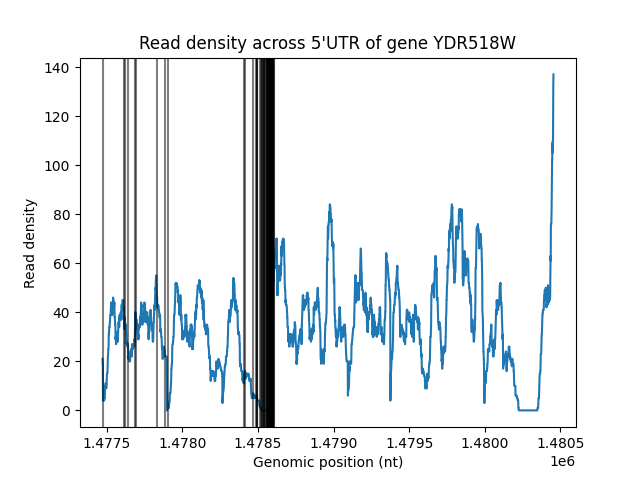 Read density across 5'UTR of gene YDR518W
140
120
100
80
60
40
20
0
Read density
1.4775 1.4780 1.4785 1.4790 1.4795 1.4800 1.4805
1e6
Genomic position (nt)